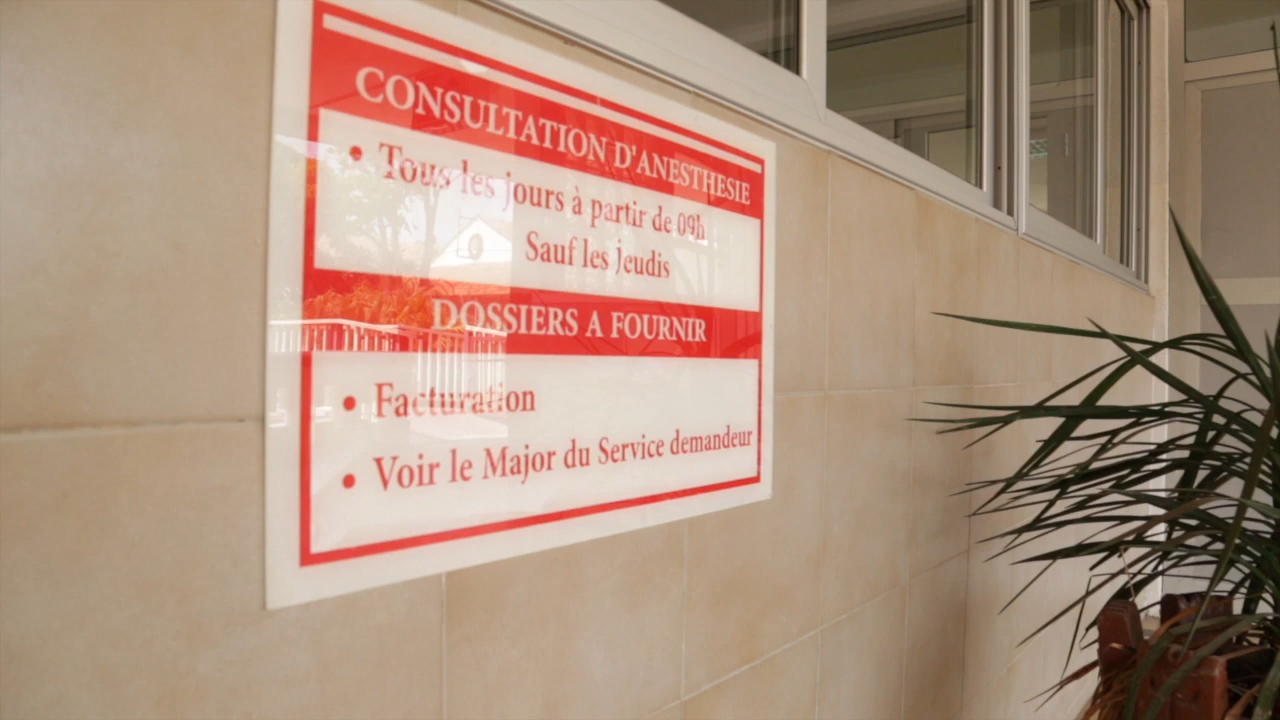 CONSULTATION D'ANESTHESIE
• Tous les jours à partir de 09h
Sauf les Jeudis
DOSSIERS A FOURNIR
• Facturation
• Voir le Major du Service demandeur